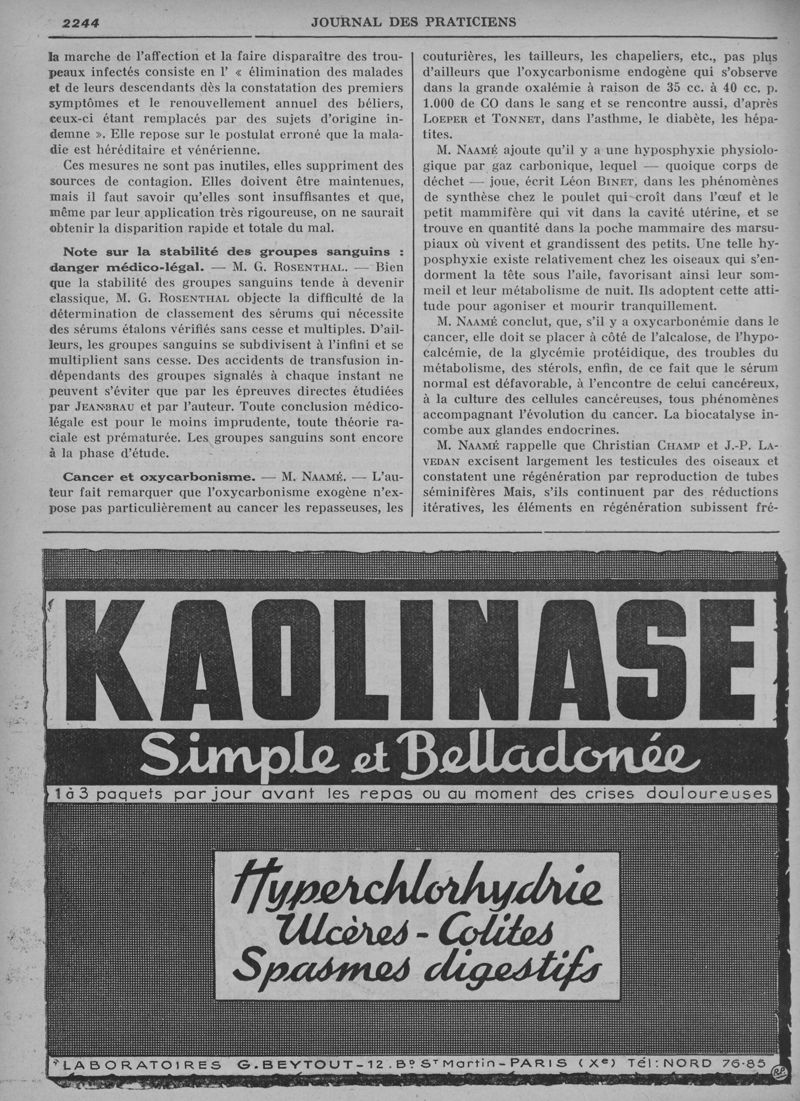 2244
JOURNAL DES PRATICIENS
la marche de l'affection et la faire disparaître des trou-
peaux infectés consiste en l' « élimination des malades
et de leurs descendants dès la constatation des premiers
symptômes et le renouvellement annuel des béliers,
ceux-ci étant remplacés par des sujets d'origine in-
demne ». Elle repose sur le postulat erroné que la mala-
die est héréditaire et vénérienne.
Ces mesures ne sont pas inutiles, elles suppriment des
sources de contagion. Elles doivent être maintenues,
mais il faut savoir qu'elles sont insuffisantes et que,
même par leur application très rigoureuse, on ne saurait
obtenir la disparition rapide et totale du mal.
Note sur la stabilité des groupes sanguins :
danger médico-légal. — M. G. ROSENTHAL. — Bien
que la stabilité des groupes sanguins tende à devenir
classique, M. G. ROSENTHAL objecte la difficulté de la
détermination de classement des sérums qui nécessite
des sérums étalons vérifiés sans cesse et multiples. D'ail-
leurs, les groupes sanguins se subdivisent à l'infini et se
multiplient sans cesse. Des accidents de transfusion in-
dépendants des groupes signalés à chaque instant ne
peuvent s'éviter que par les épreuves directes étudiées
par JEANBRAU et par l'auteur. Toute conclusion médico-
légale est pour le moins imprudente, toute théorie ra-
ciale est prématurée. Les groupes sanguins sont encore
à la phase d'étude.
Cancer et oxycarbonisme. — M. NAAMÉ. — L'au-
teur fait remarquer que l'oxycarbonisme exogène n'ex-
pose pas particulièrement au cancer les repasseuses, les
couturières, les tailleurs, les chapeliers, etc., pas plus
d'ailleurs que l'oxycarbonisme endogène qui s'observe
dans la grande oxalémie à raison de 35 cc. à 40 cc. p.
1.000 de CO dans le sang et se rencontre aussi, d'après
LOEPER et TONNET, dans l'asthme, le diabète, les hépa-
tites.
M. NAAMÉ ajoute qu'il y a une hyposphyxie physiolo-
gique par gaz carbonique, lequel — quoique corps de
déchet — joue, écrit Léon BINET, dans les phénomènes
de synthèse chez le poulet qui croît dans l'œuf et le
petit mammifère qui vit dans la cavité utérine, et se
trouve en quantité dans la poche mammaire des marsu-
piaux où vivent et grandissent des petits. Une telle hy-
posphyxie existe relativement chez les oiseaux qui s'en-
dorment la tête sous l'aile, favorisant ainsi leur som-
meil et leur métabolisme de nuit. Ils adoptent cette atti-
tude pour agoniser et mourir tranquillement.
M. NAAMÉ conclut, que, s'il y a oxycarbonémie dans le
cancer, elle doit se placer à côté de l'alcalose, de l'hypo-
calcémie, de la glycémie protéidique, des troubles du
métabolisme, des stérols, enfin, de ce fait que le sérum
normal est défavorable, à l'encontre de celui cancéreux,
à la culture des cellules cancéreuses, tous phénomènes
accompagnant l'évolution du cancer. La biocatalyse in-
combe aux glandes endocrines.
M. NAAMÉ rappelle que Christian CHAMP et J.-P. LA-
VEDAN excisent largement les testicules des oiseaux et
constatent une régénération par reproduction de tubes
séminifères Mais, s'ils continuent par des réductions
itératives, les éléments en régénération subissent fré-
KAOLINASE
Simple et Belladonée
1 à 3 paquets par jour avant les repas ou au moment des crises douloureuses
Hyperchlorhydrie
Ulcères - Colites
Spasmes digestifs
LABORATOIRES G. BEYTOUT - 12. Bd ST Martin - PARIS (Xe) Tél: NORD 76-85
RP